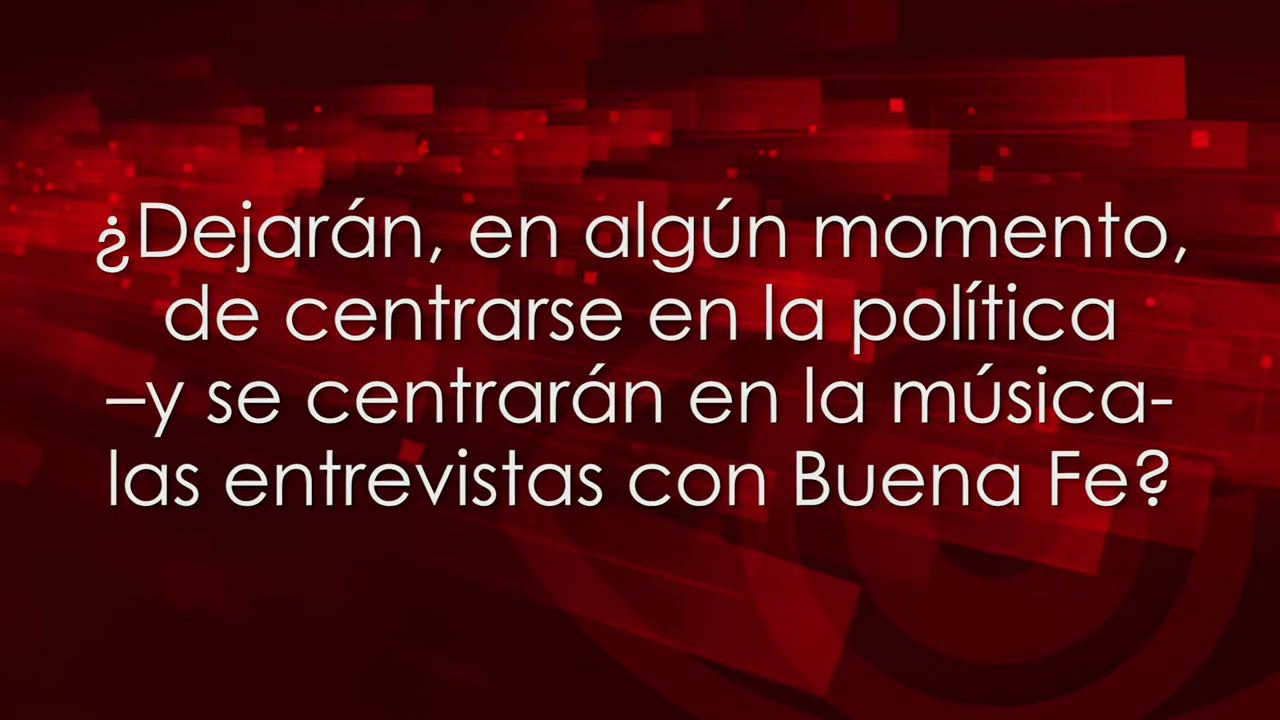 ¿Dejarán, en algún momento,
de centrarse en la política
–y se centrarán en la música-
las entrevistas con Buena Fe?